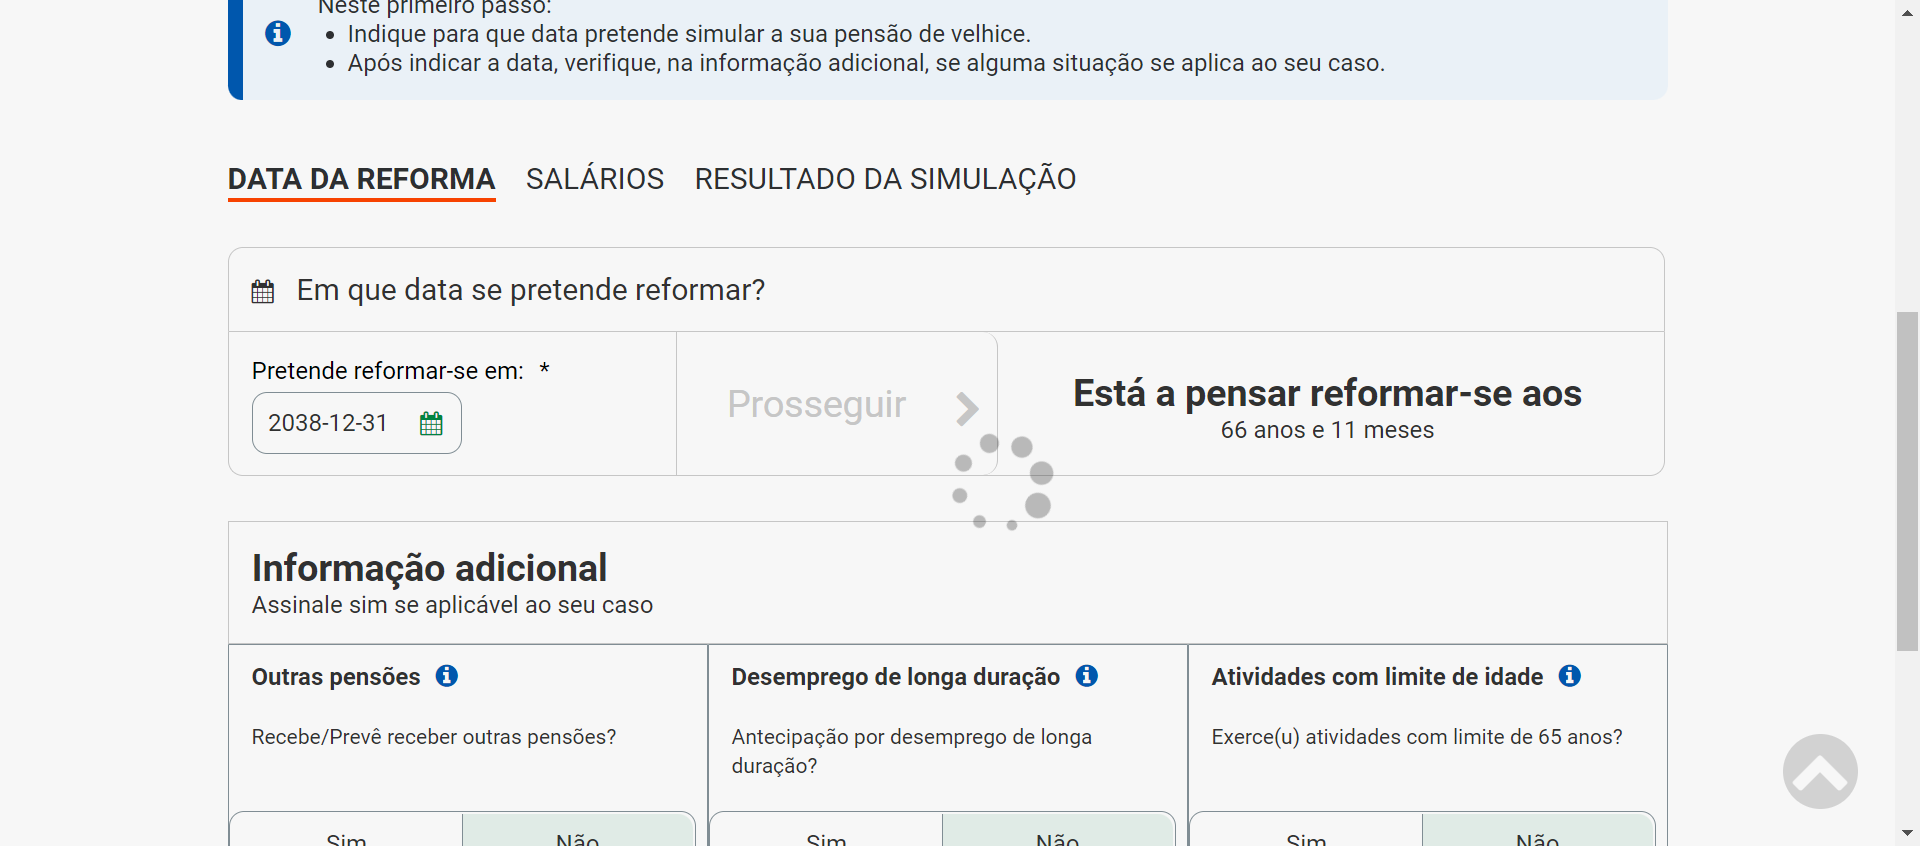 Neste primeiro passo:
• Indique para que data pretende simular a sua pensão de velhice.
• Após indicar a data, verifique, na informação adicional, se alguma situação se aplica ao seu caso.
DATA DA REFORMA SALÁRIOS RESULTADO DA SIMULAÇÃO
Em que data se pretende reformar?
Pretende reformar-se em: *
2038-12-31
Prosseguir
Está a pensar reformar-se aos
66 anos e 11 meses
Informação adicional
Assinale sim se aplicável ao seu caso
Outras pensões
Recebe/Prevê receber outras pensões?
Sim Não
Desemprego de longa duração
Antecipação por desemprego de longa
duração?
Sim Não
Atividades com limite de idade
Exerce(u) atividades com limite de 65 anos?
Sim Não